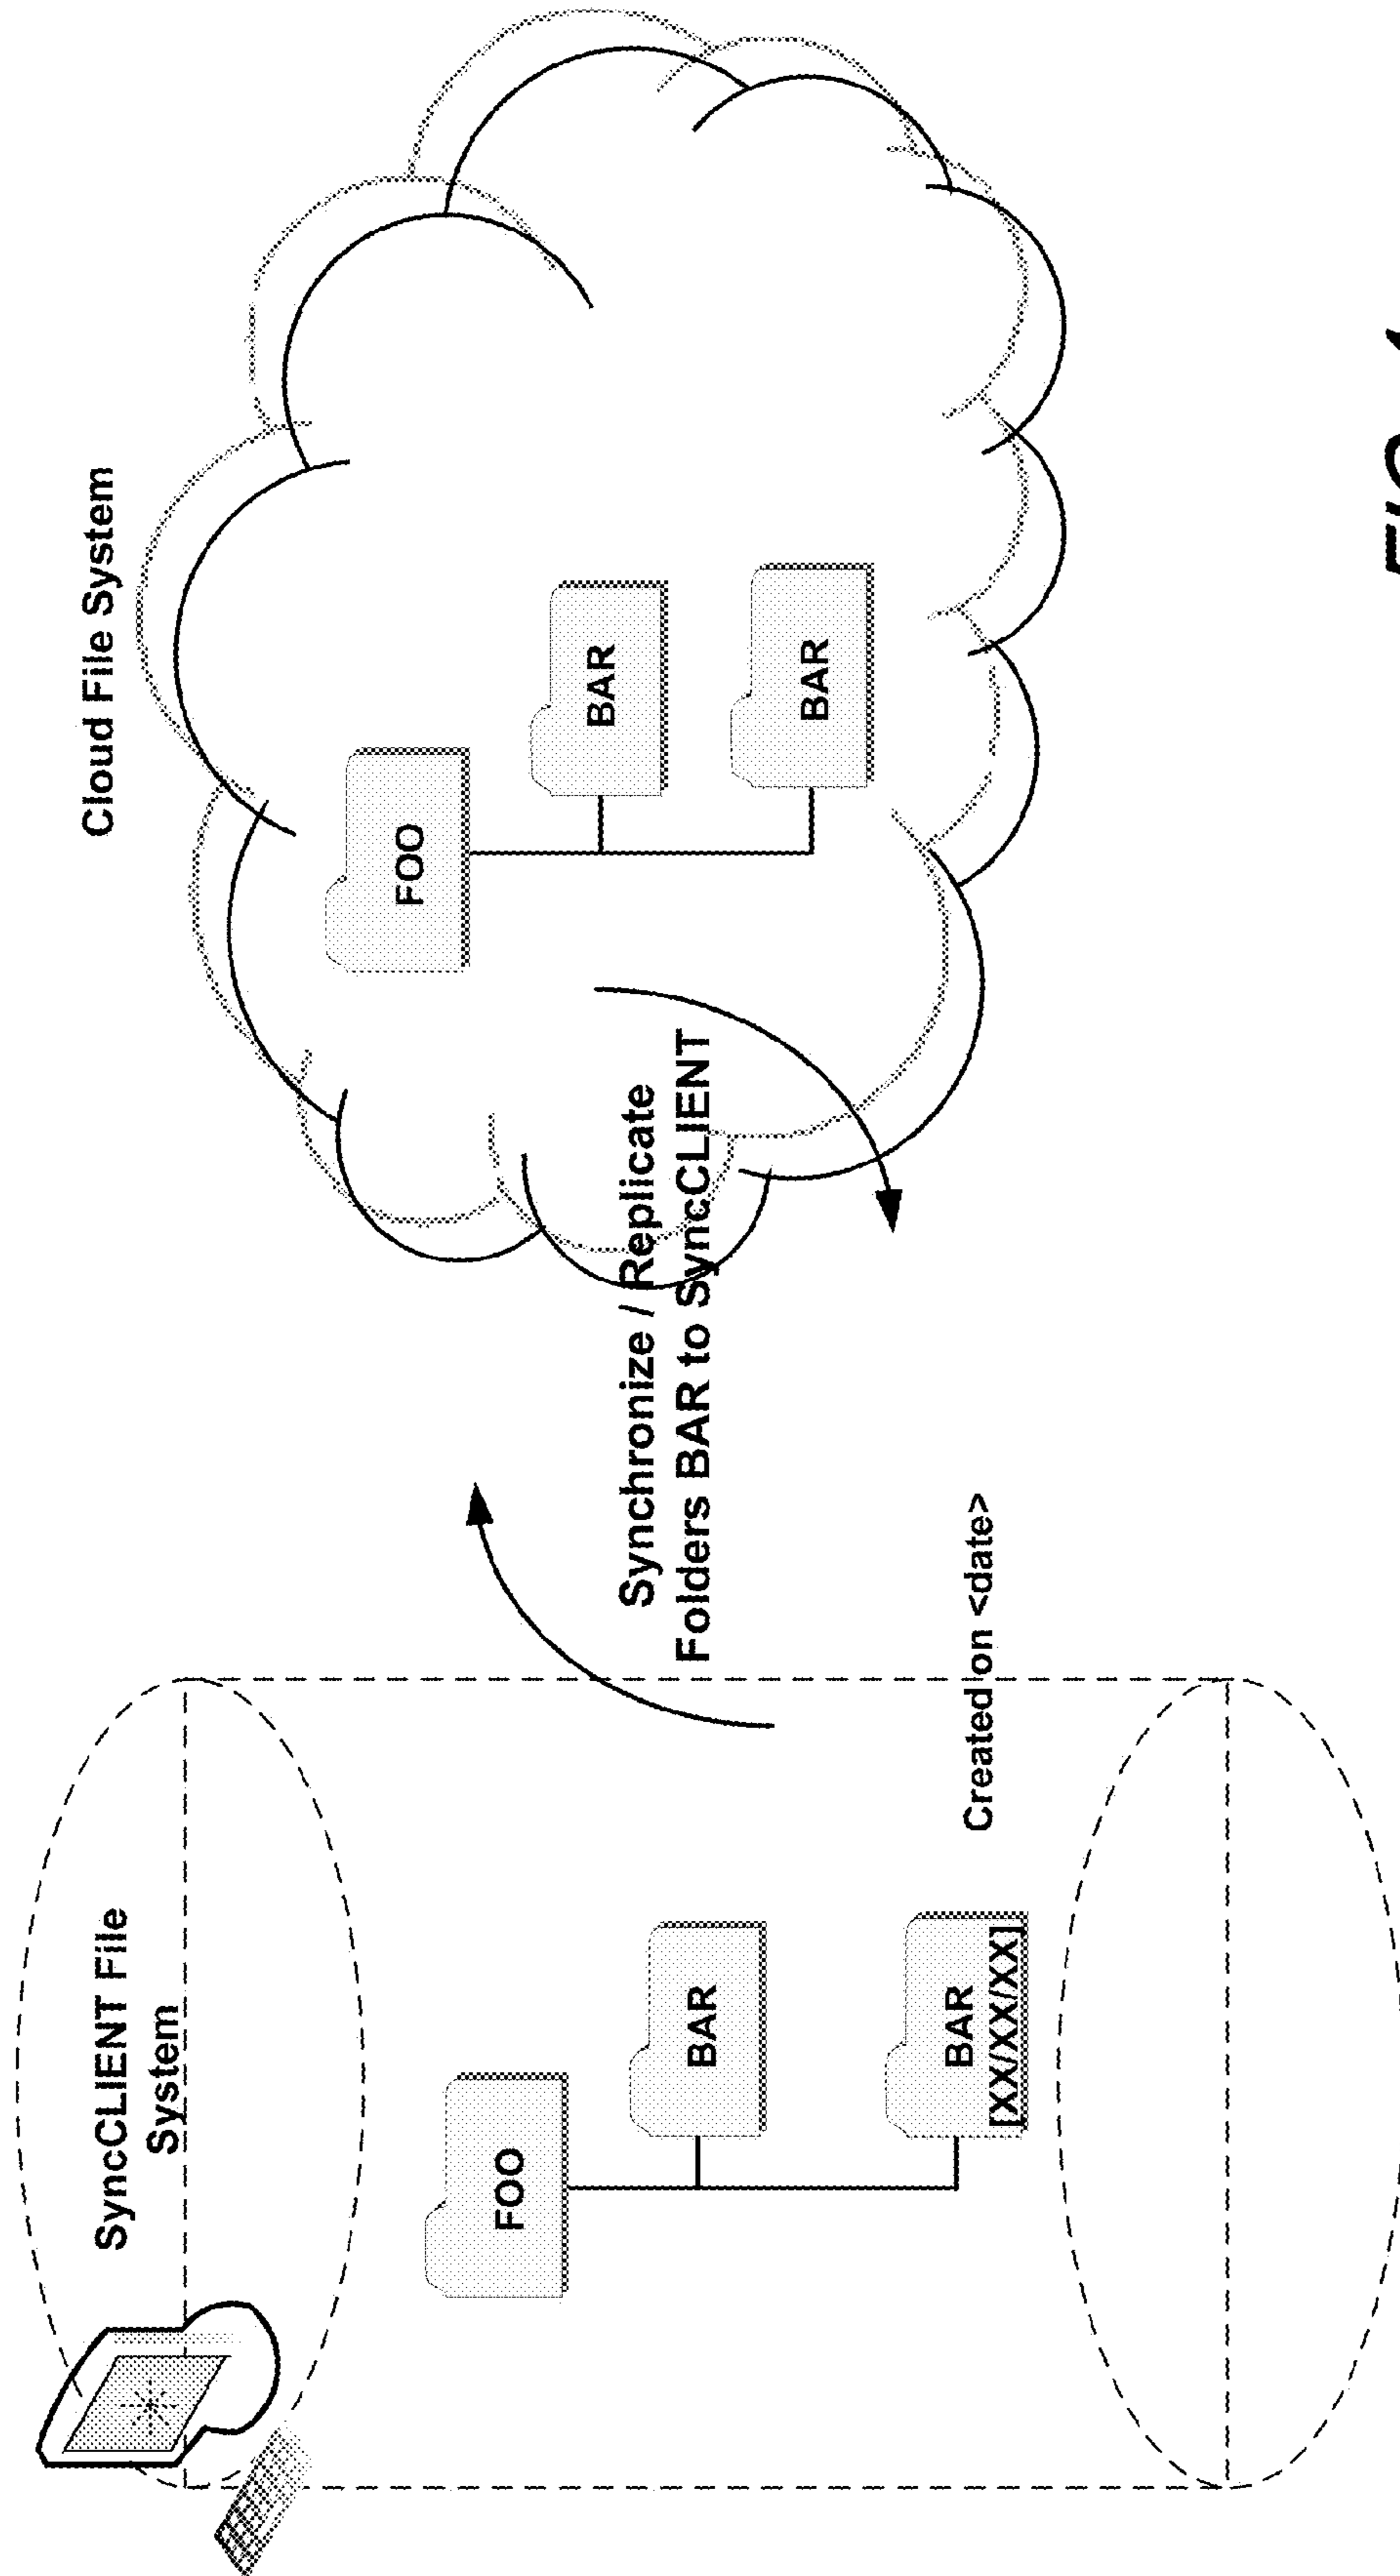 SyncCLIENT File
System
FOO
BAR
BAR
[XX/XX/XX]
Created on <date>
Synchronize / Replicate
Folders BAR to SyncCLIENT
Cloud File System
FOO
BAR
BAR